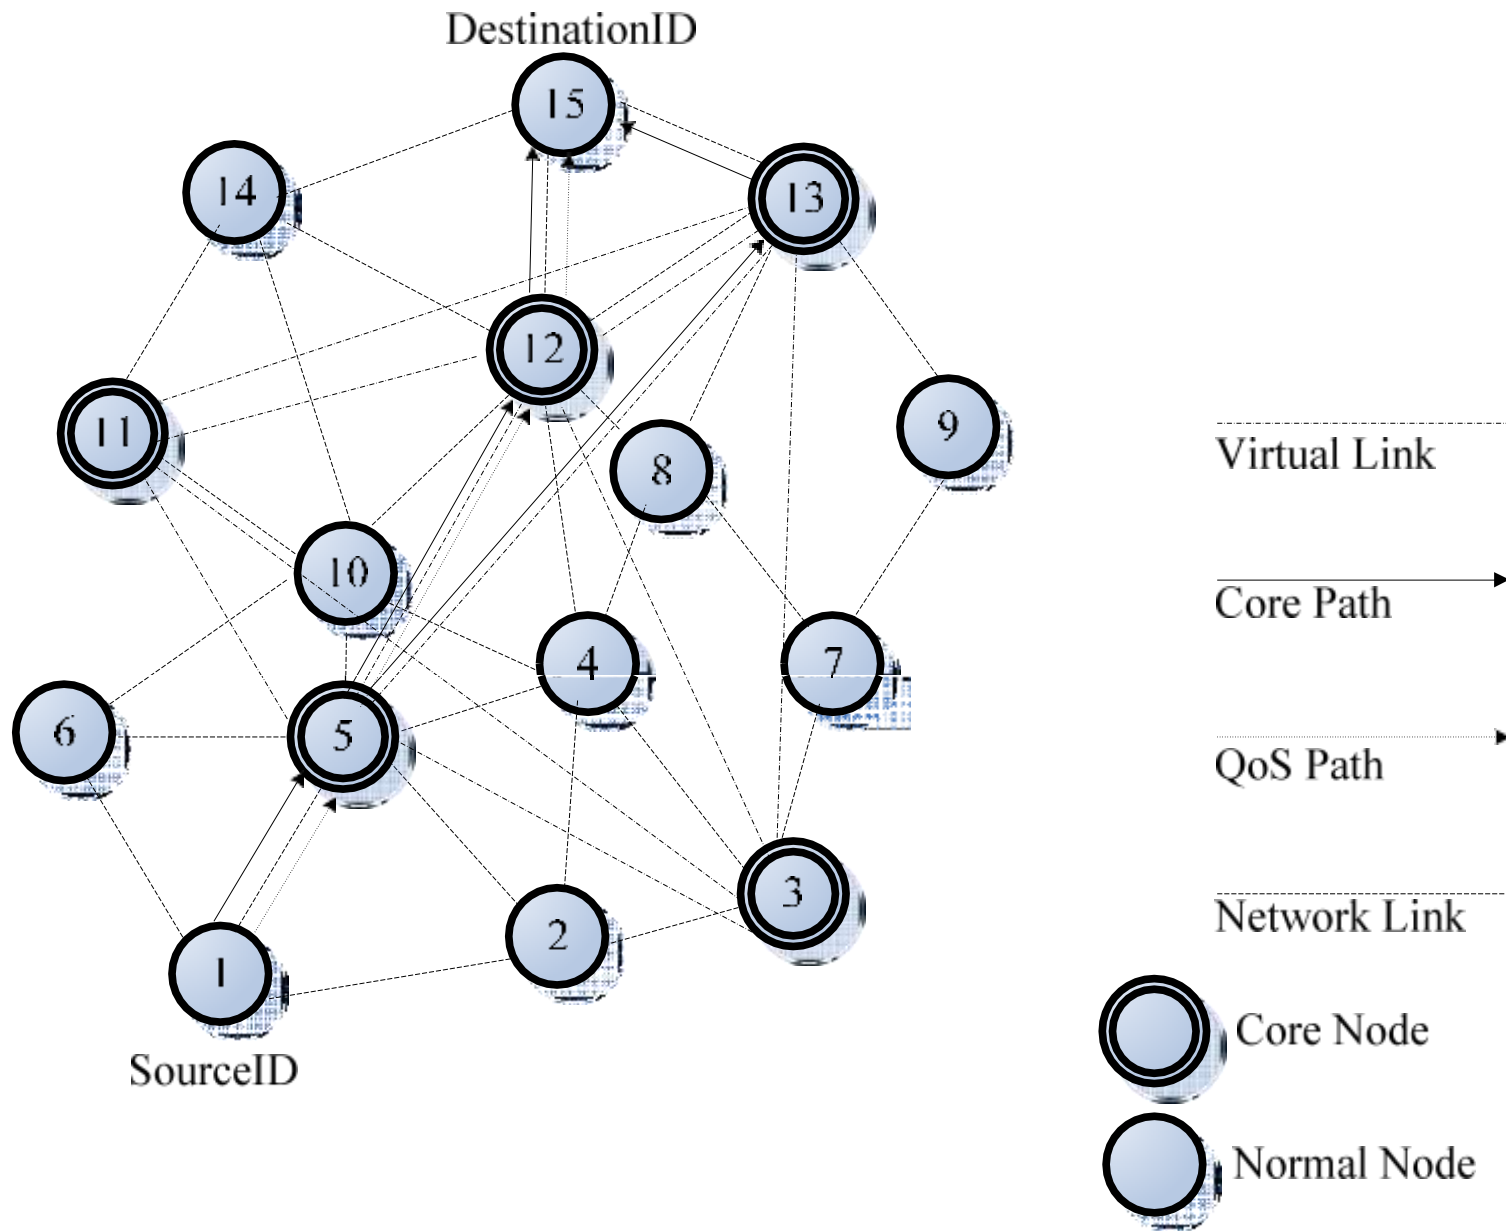 DestinationID
15
14
13
12
11
9
8
Virtual Link
10
Core Path
4
7
6
5
QoS Path
3
Network Link
2
1
Core Node
SourceID
Normal Node